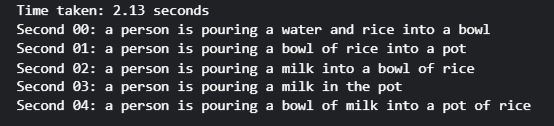 Time taken: 2.13 seconds
Second 00: a person is pouring a water and rice into a bowl
Second 01: a person is pouring a bowl of rice into a pot
Second 02: a person is pouring a milk into a bowl of rice
Second 03: a person is pouring a milk in the pot
Second 04: a person is pouring a bowl of milk into a pot of rice